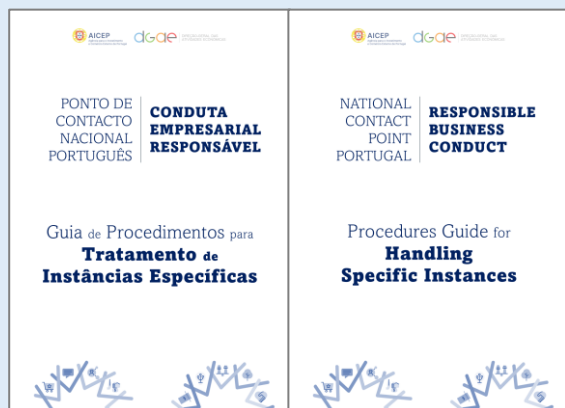 AICEP
dGae
PONTO DE
CONTACTO
NACIONAL
PORTUGUÊS
CONDUTA
EMPRESARIAL
RESPONSÁVEL
Guia de Procedimentos para
Tratamento de
Instâncias Específicas
AICEP
dGae
NATIONAL
CONTACT
POINT
PORTUGAL
RESPONSIBLE
BUSINESS
CONDUCT
Procedures Guide for
Handling
Specific Instances